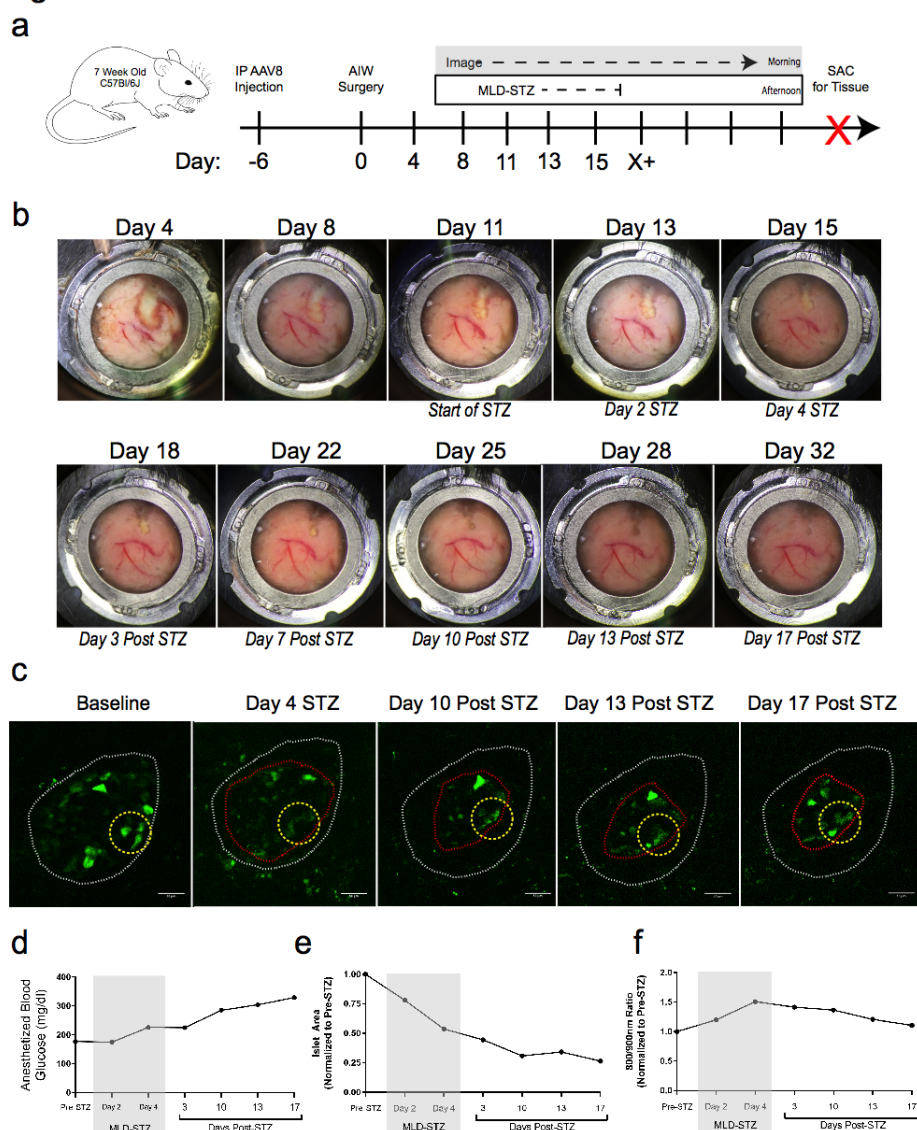 a
7 Week Old
C57Bl/6J
IP AAV8
Injection
AIW
Surgery
Image
Morning
MLD-STZ
Afternoon
SAC
for Tissue
X
Day: -6 0 4 8 11 13 15 X+
b
Day 4 Day 8 Day 11 Day 13 Day 15
Start of STZ Day 2 STZ Day 4 STZ
Day 18 Day 22 Day 25 Day 28 Day 32
Day 3 Post STZ Day 7 Post STZ Day 10 Post STZ Day 13 Post STZ Day 17 Post STZ
c
Baseline Day 4 STZ Day 10 Post STZ Day 13 Post STZ Day 17 Post STZ
d
Anesthetized Blood
Glucose (mg/dl)
400
300
200
100
0
Pre STZ Day 2 Day 4 3 10 13 17
MLD-STZ Days Post-STZ
e
Islet Area
(Normalized to Pre-STZ)
1.00
0.75
0.50
0.25
0.00
Pre-STZ Day 2 Day 4 3 10 13 17
MLD-STZ Days Post-STZ
f
800/900nm Ratio
(Normalized to Pre-STZ)
2.0
1.5
1.0
0.5
0.0
Pre-STZ Day 2 Day 4 3 10 13 17
MLD-STZ Days Post-STZ